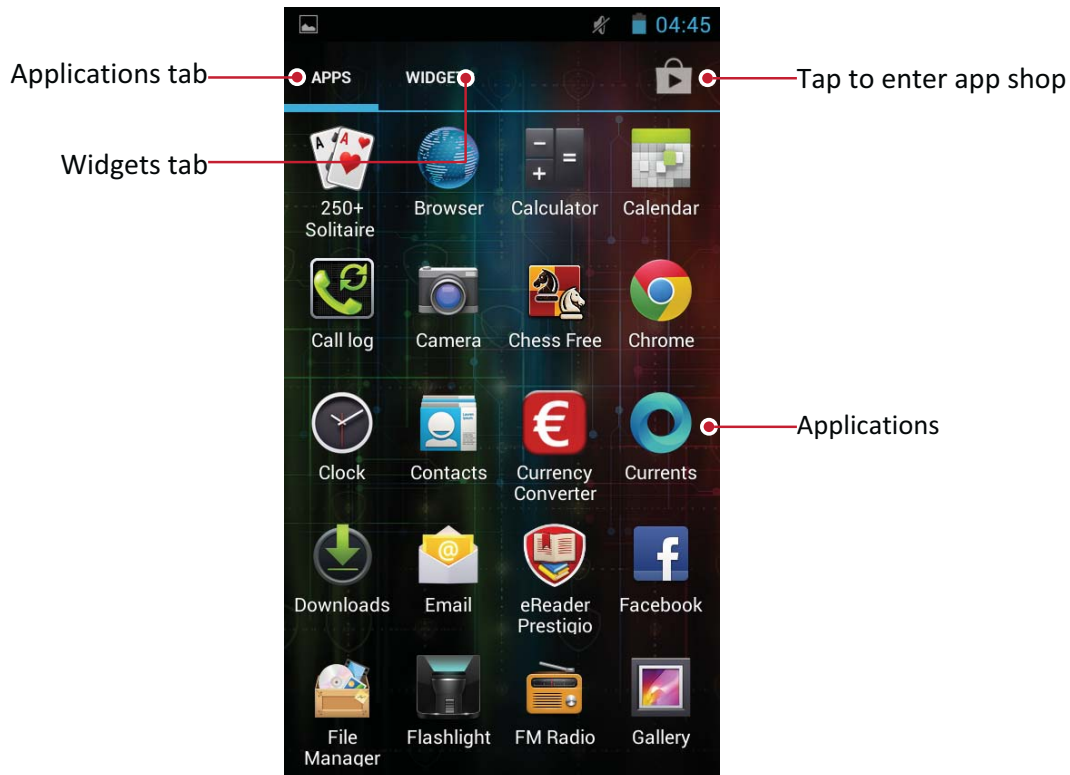 04:45
Applications tab
APPS
WIDGET
Tap to enter app shop
Widgets tab
A A
250+
Solitaire
Browser
Calculator
Calendar
Call log
Camera
Chess Free
Chrome
Applications
Clock
Contacts
Currency
Converter
Currents
Downloads
Email
eReader
Prestigio
Facebook
File
Manager
Flashlight
FM Radio
Gallery